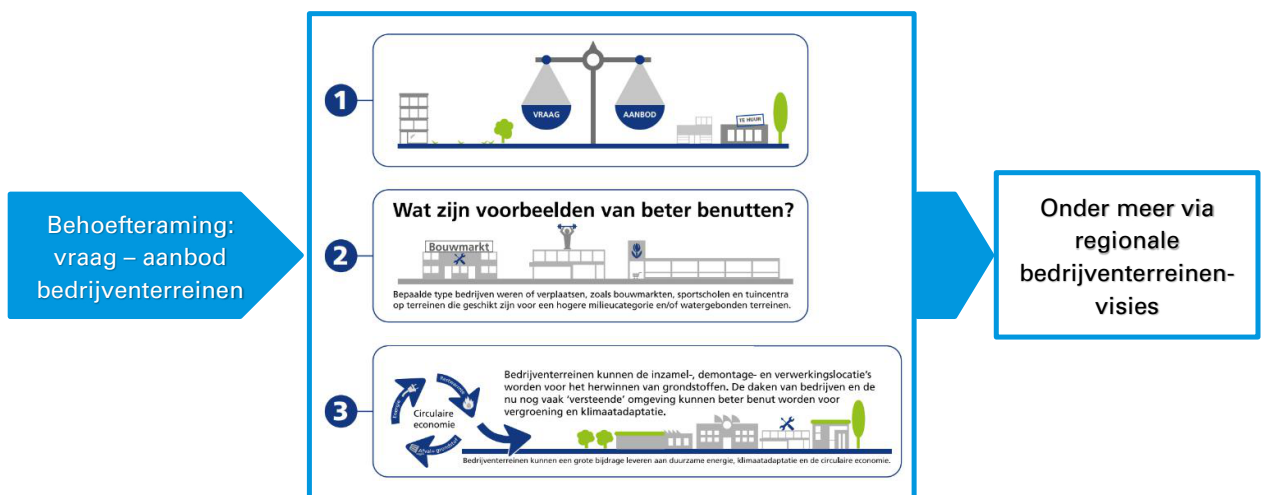 Behoefteraming:
vraag – aanbod
bedrijventerreinen
1
VRAAG
AANBOD
TE HUUR
2
Wat zijn voorbeelden van beter benutten?
Bouwmarkt
Bepaalde type bedrijven weren of verplaatsen, zoals bouwmarkten, sportscholen en tuincentra
op terreinen die geschikt zijn voor een hogere milieucategorie en/of watergebonden terreinen.
3
Energie
Restwarmte
Circulaire
economie
Afval = grondstof
Bedrijventerreinen kunnen de inzamel-, demontage- en verwerkingslocatie's
worden voor het herwinnen van grondstoffen. De daken van bedrijven en de
nu nog vaak ‘versteende’ omgeving kunnen beter benut worden voor
vergroening en klimaatadaptatie.
Bedrijventerreinen kunnen een grote bijdrage leveren aan duurzame energie, klimaatadaptatie en de circulaire economie.
Onder meer via
regionale
bedrijventerreinen-
visies